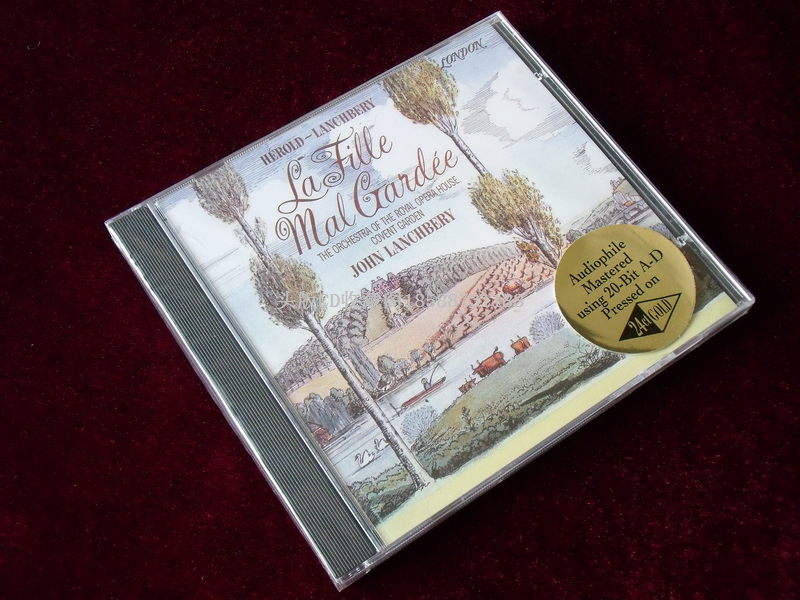 LONDON
HÉROLD–LANCHBERY
La Fille
Mal Gardée
THE ORCHESTRA OF THE ROYAL OPERA HOUSE
COVENT GARDEN
JOHN LANCHBERY
Audiophile
Mastered
using 20-Bit A-D
Pressed on
24ct GOLD